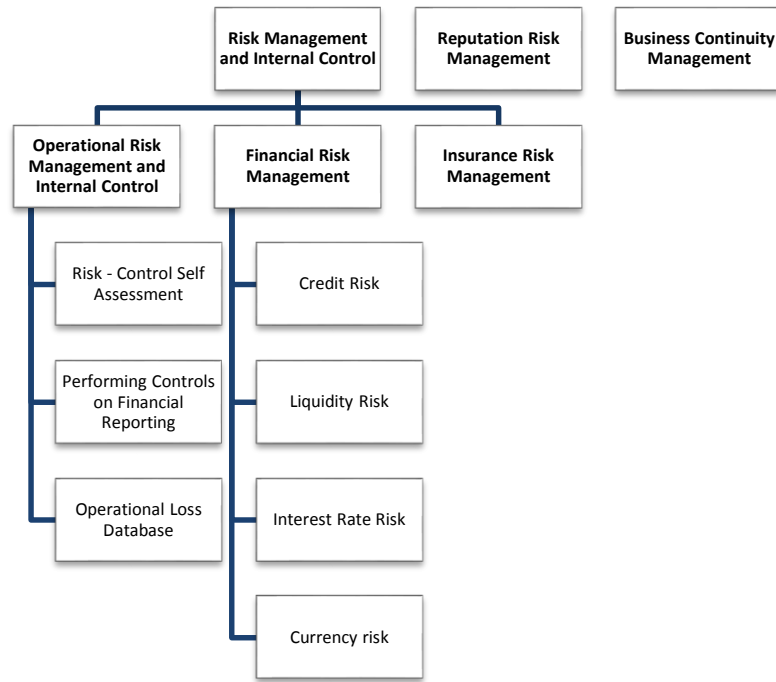 Risk Management
and Internal Control
Reputation Risk
Management
Business Continuity
Management
Operational Risk
Management and
Internal Control
Financial Risk
Management
Insurance Risk
Management
Risk - Control Self
Assessment
Credit Risk
Performing Controls
on Financial
Reporting
Liquidity Risk
Operational Loss
Database
Interest Rate Risk
Currency risk